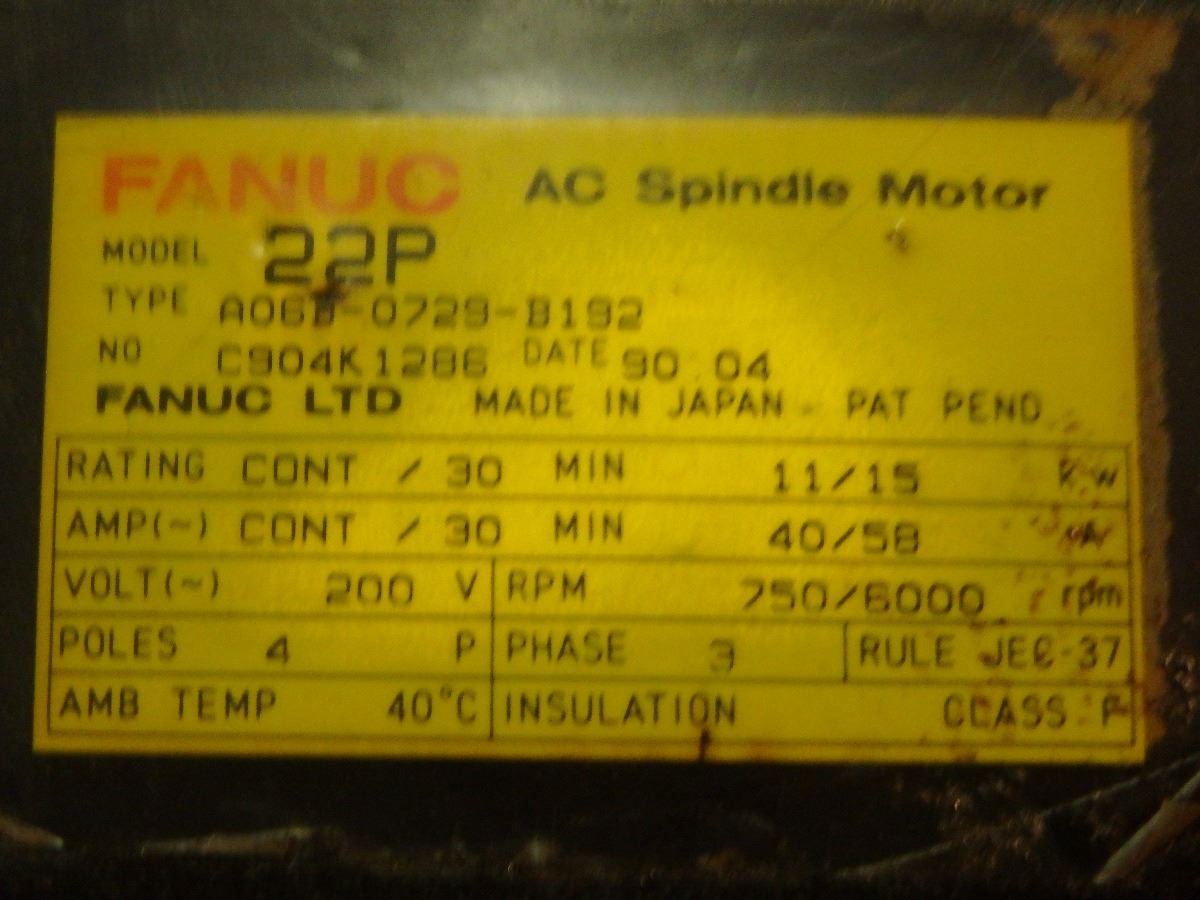 FANUC AC Spindle Motor
MODEL 22P
TYPE A06B-0729-B192
NO C904K1286 DATE 90.04
FANUC LTD MADE IN JAPAN PAT PEND
RATING CONT / 30 MIN 11/15 kw
AMP(~) CONT / 30 MIN 40/58
VOLT(~) 200 V RPM 750/6000 rpm
POLES 4 P PHASE 3 RULE JEC-37
AMB TEMP 40°C INSULATION CLASS F